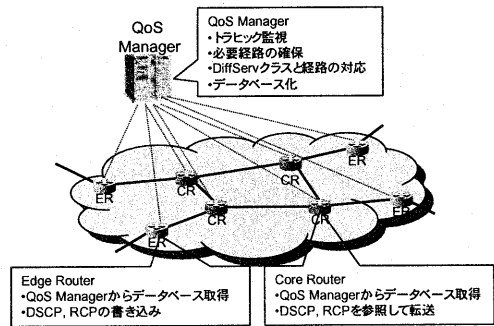 QoS
Manager
QoS Manager
•トラヒック監視
•必要経路の確保
•DiffServクラスと経路の対応
•データベース化
ER
CR
CR
ER
ER
CR
CR
ER
Edge Router
•QoS Managerからデータベース取得
•DSCP, RCPの書き込み
Core Router
•QoS Managerからデータベース取得
•DSCP, RCPを参照して転送